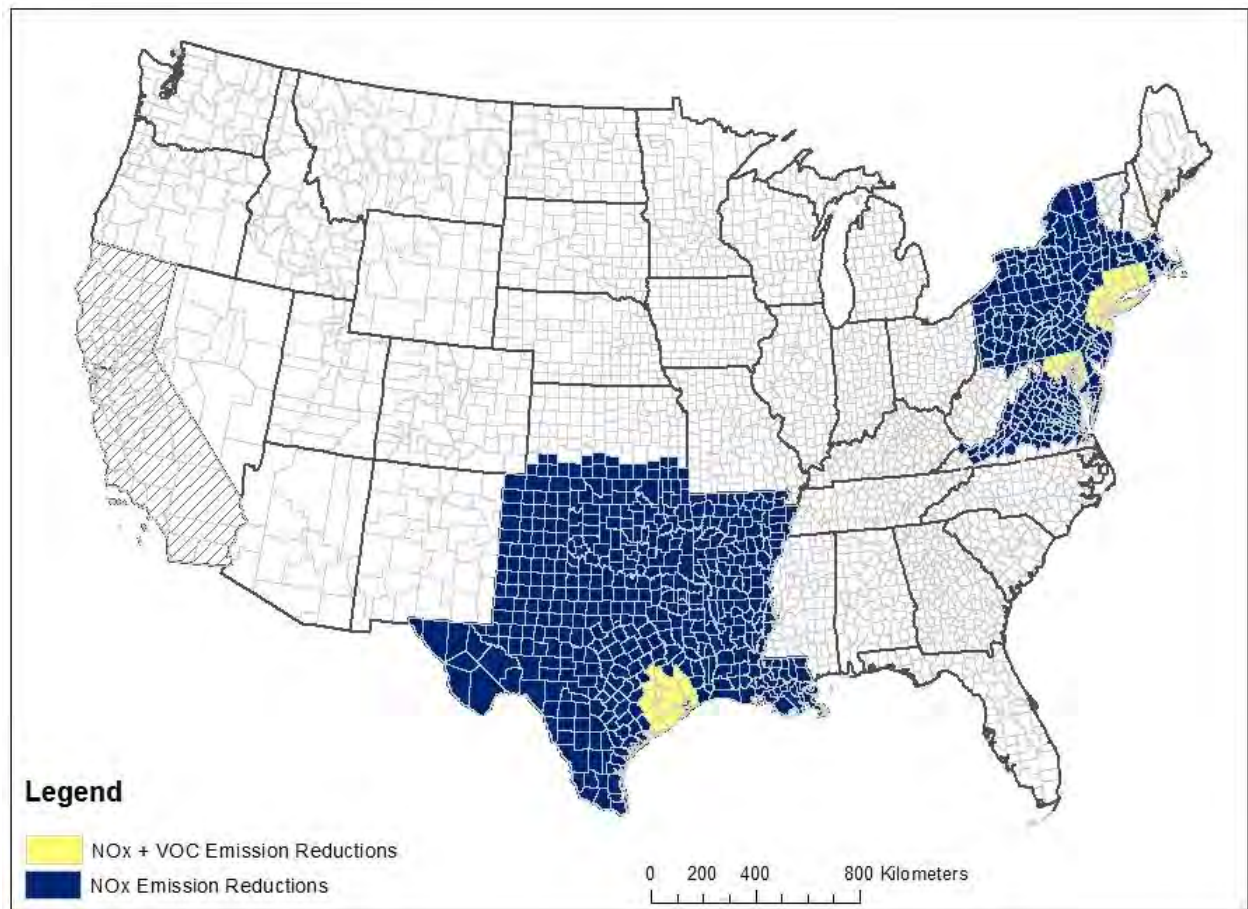 Legend
NOx + VOC Emission Reductions
NOx Emission Reductions
0 200 400 800 Kilometers